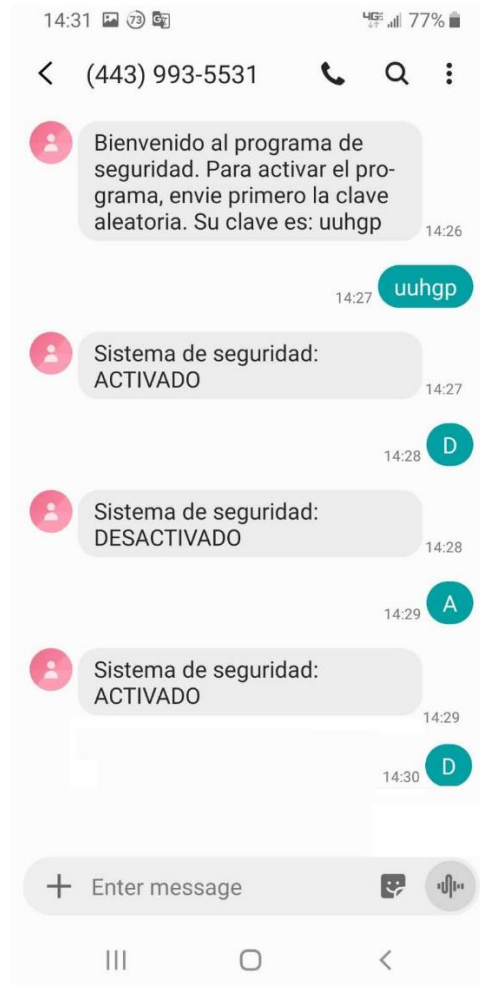 14:31 73 4G 77%
(443) 993-5531
Bienvenido al programa de
seguridad. Para activar el pro-
grama, envie primero la clave
aleatoria. Su clave es: uuhgp
14:26
14:27 uuhgp
Sistema de seguridad:
ACTIVADO
14:27
14:28 D
Sistema de seguridad:
DESACTIVADO
14:28
14:29 A
Sistema de seguridad:
ACTIVADO
14:29
14:30 D
Enter message